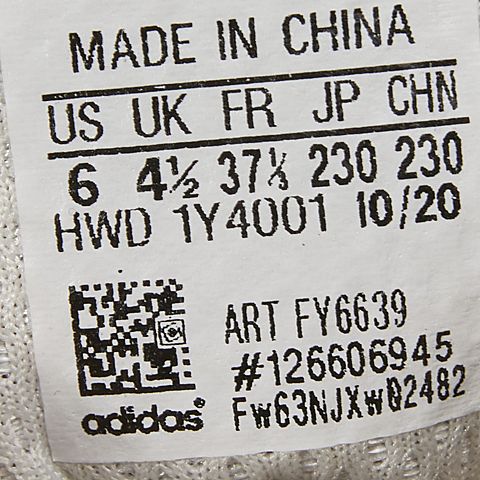 MADE IN CHINA
US UK FR JP CHN
6 4½ 37⅓ 230 230
HWD 1Y4001 10/20
ART FY6639
#126606945
FW63NJXW02482
adidas